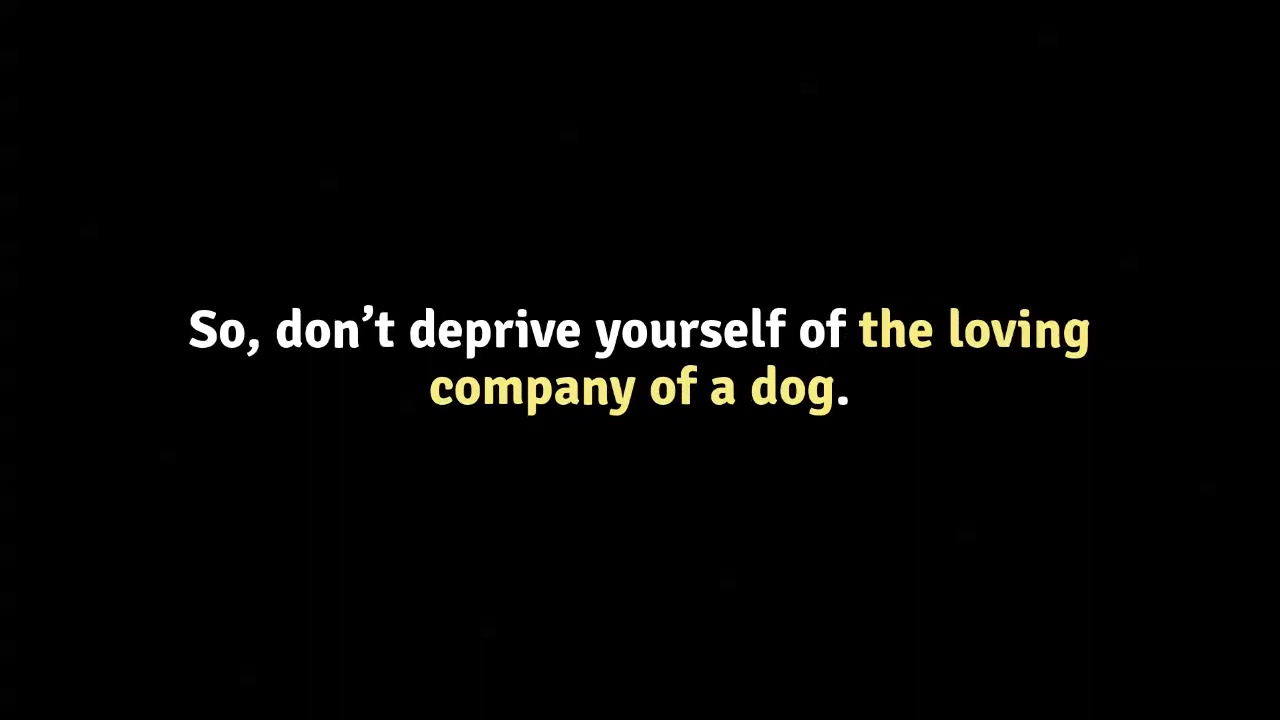 So, don’t deprive yourself of the loving
company of a dog.